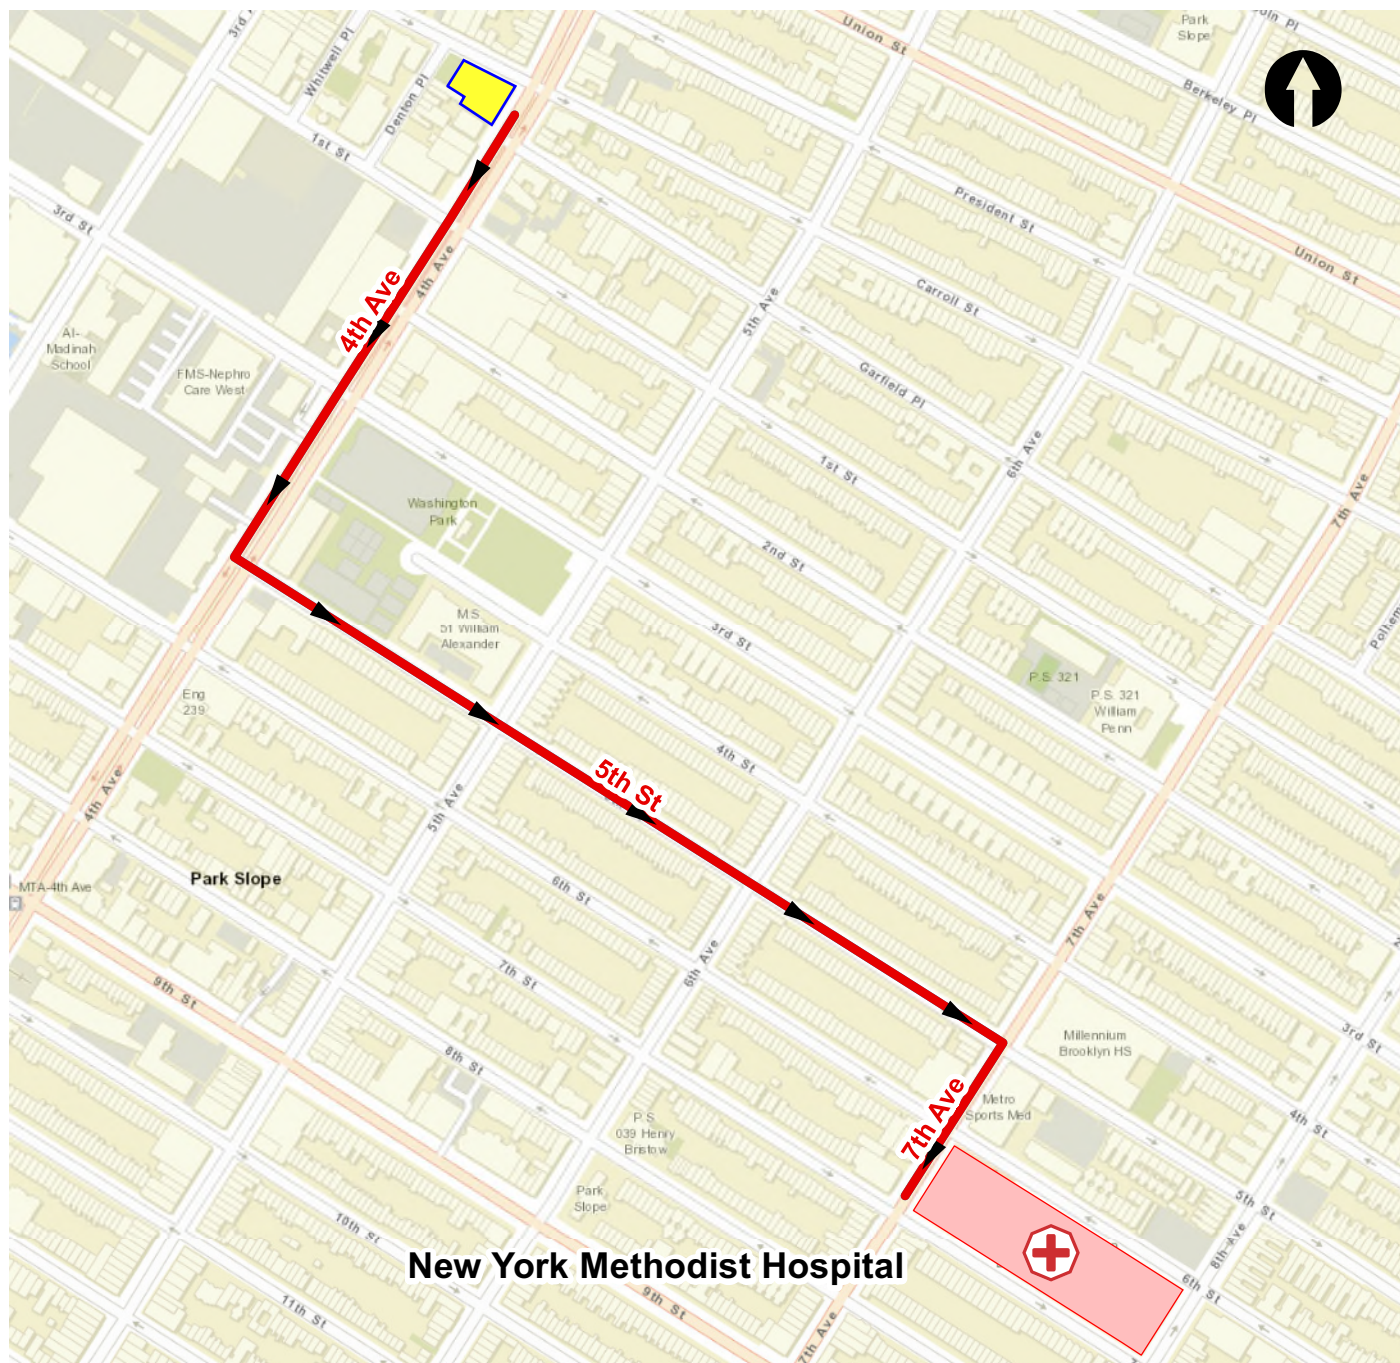 Union St
Park
Slope
Berkeley Pl
3rd
Whitwell Pl
Denton Pl
1st St
3rd St
President St
Union St
4th Ave
4th Ave
5th Ave
Carroll St
Al-
Madinah
School
FMS-Nephro
Care West
Garfield Pl
1st St
6th Ave
7th Ave
Washington
Park
2nd St
M.S.
51 William
Alexander
3rd St
P.S. 321
P.S. 321
William
Penn
Eng
239
4th St
5th St
4th Ave
5th Ave
MTA-4th Ave
Park Slope
6th St
7th Ave
6th Ave
7th St
9th St
8th St
Millennium
Brooklyn HS
3rd St
Metro
Sports Med
7th Ave
4th St
P.S.
039 Henry
Bristow
Park
Slope
5th St
8th Ave
10th St
New York Methodist Hospital
6th St
9th St
11th St
7th Ave